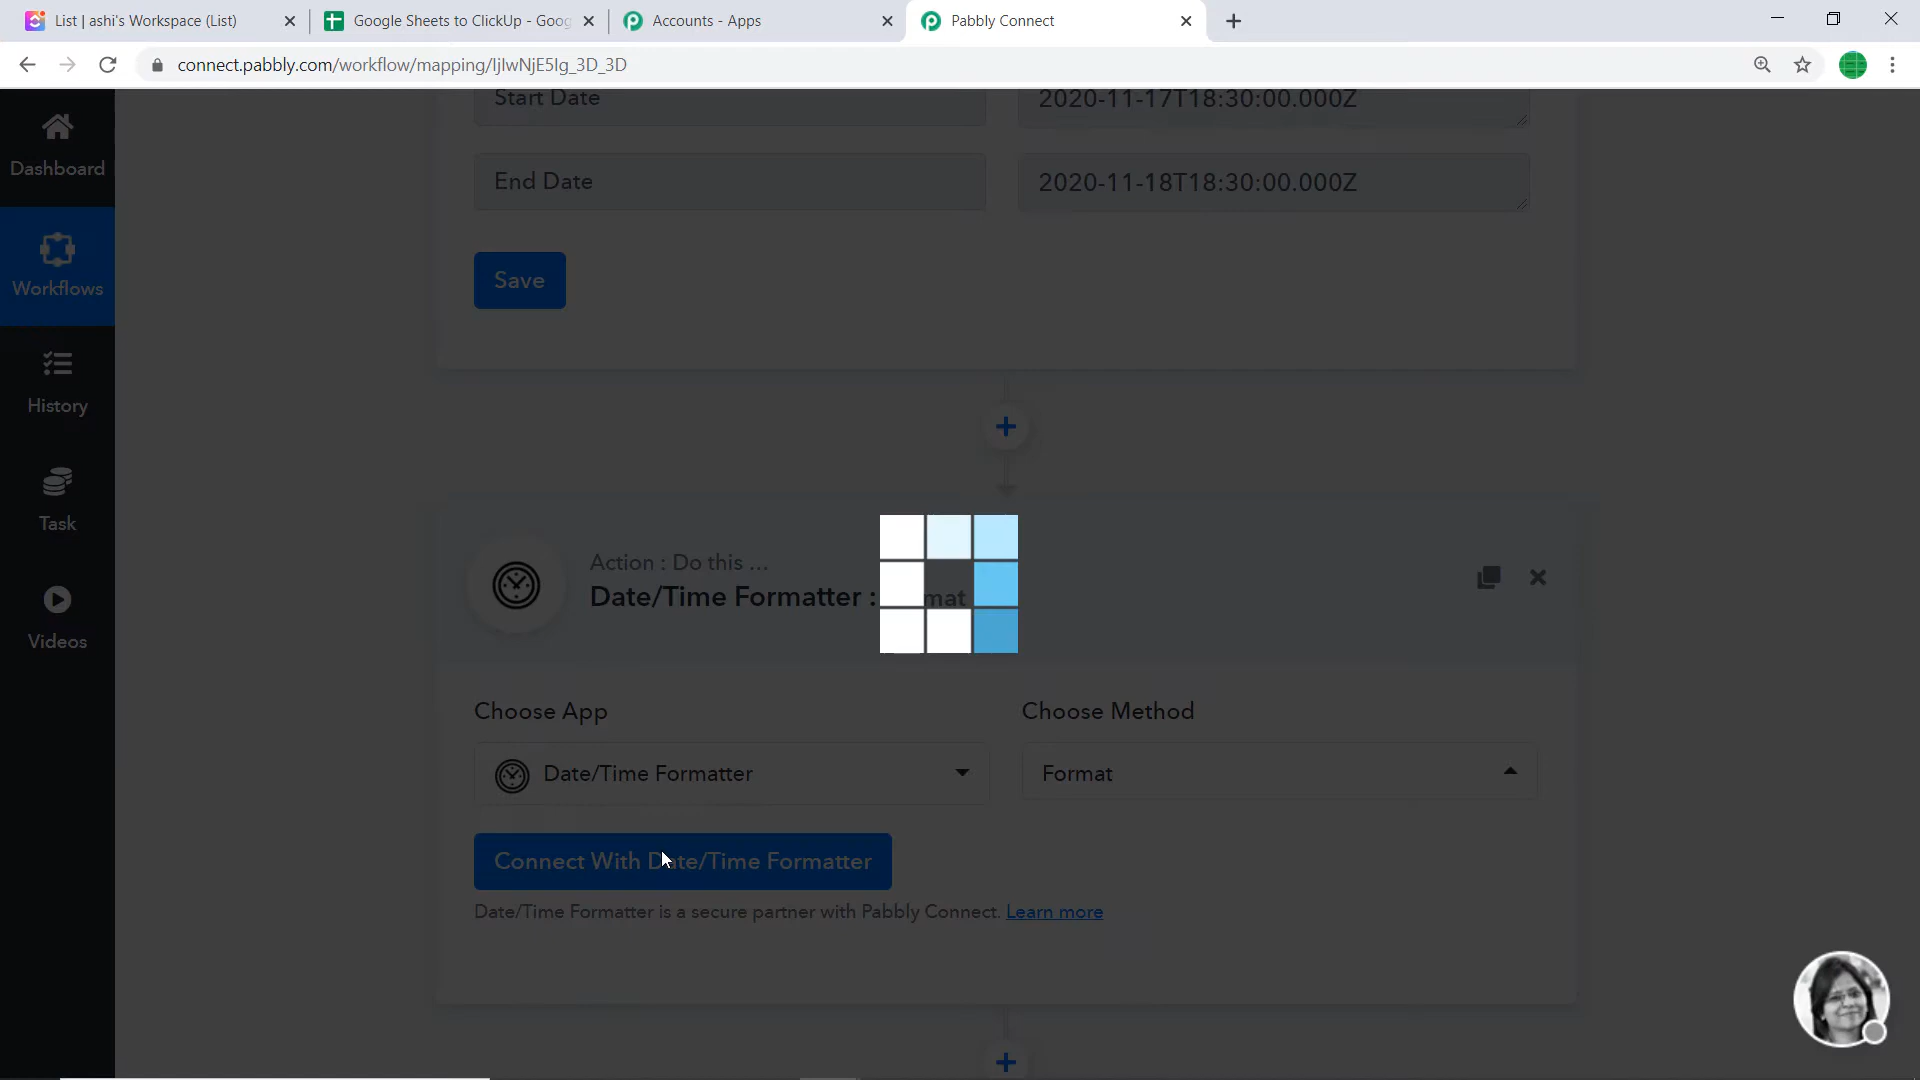 List | ashi's Workspace (List)
Google Sheets to ClickUp - Goog
Accounts - Apps
Pabbly Connect
connect.pabbly.com/workflow/mapping/IjIwNjE5Ig_3D_3D
Start Date
2020-11-17T18:30:00.000Z
Dashboard
End Date
2020-11-18T18:30:00.000Z
Save
Workflows
History
Task
Action : Do this ...
Date/Time Formatter : mat
Videos
Choose App
Choose Method
Date/Time Formatter
Format
Connect With Date/Time Formatter
Date/Time Formatter is a secure partner with Pabbly Connect. Learn more